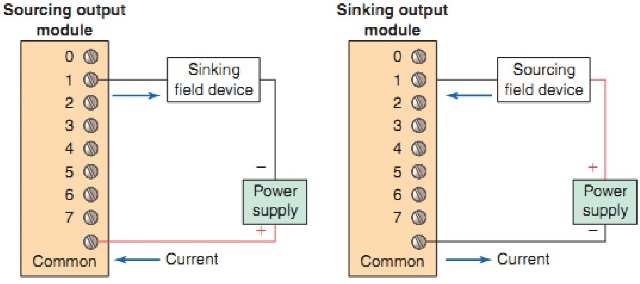 Sourcing output
module
0
1
2
3
4
5
6
7
Common
Sinking
field device
−
Power
supply
+
Current
Sinking output
module
0
1
2
3
4
5
6
7
Common
Sourcing
field device
+
Power
supply
−
Current